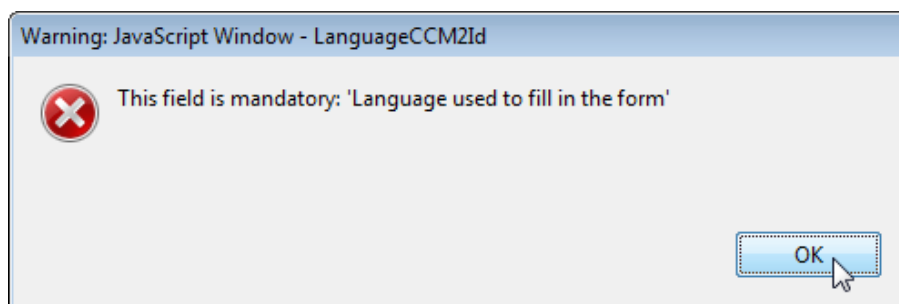 Warning: JavaScript Window - LanguageCCM2Id
This field is mandatory: 'Language used to fill in the form'
OK